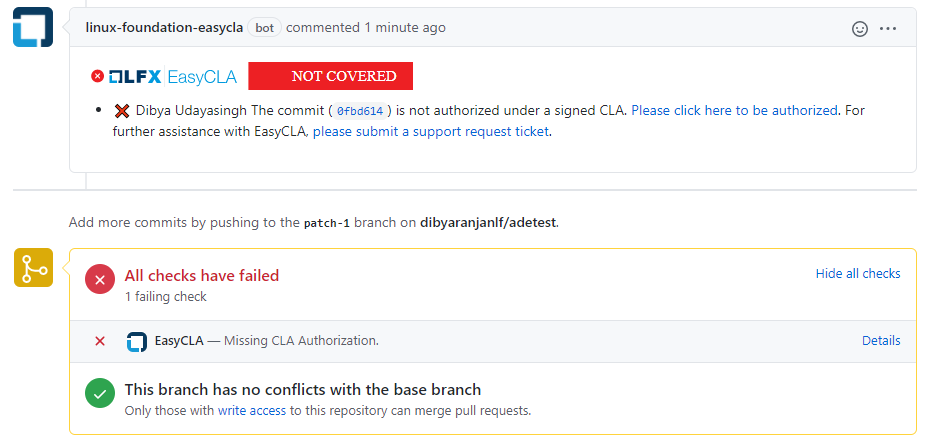 linux-foundation-easycla bot commented 1 minute ago
LFX EasyCLA NOT COVERED
Dibya Udayasingh The commit ( 0fbd614 ) is not authorized under a signed CLA. Please click here to be authorized. For
further assistance with EasyCLA, please submit a support request ticket.
Add more commits by pushing to the patch-1 branch on dibyaranjanlf/adetest.
All checks have failed
Hide all checks
1 failing check
EasyCLA — Missing CLA Authorization.
Details
This branch has no conflicts with the base branch
Only those with write access to this repository can merge pull requests.